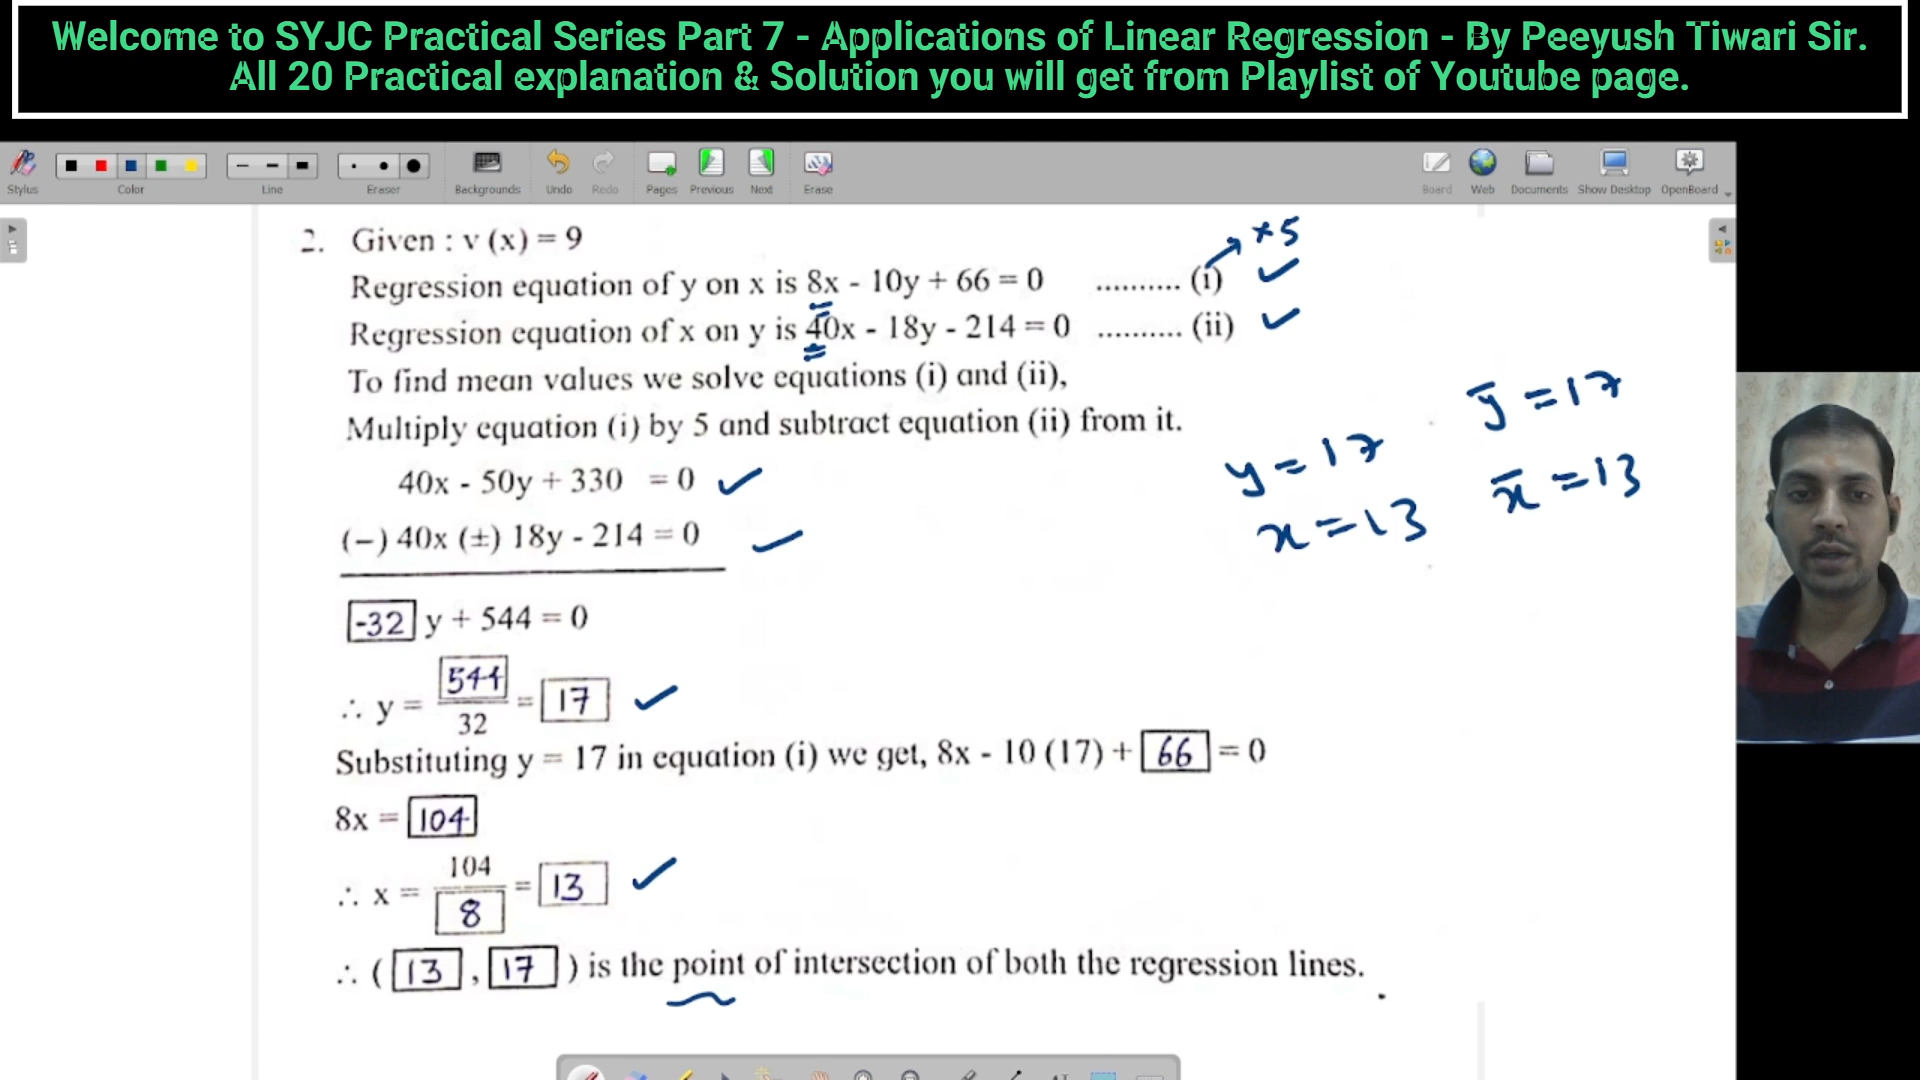 Welcome to SYJC Practical Series Part 7 - Applications of Linear Regression - By Peeyush Tiwari Sir.
All 20 Practical explanation & Solution you will get from Playlist of Youtube page.
Stylus Color Line Eraser Backgrounds Undo Redo Pages Previous Next Erase Board Web Documents Show Desktop OpenBoard
×5
2. Given : v (x) = 9
Regression equation of y on x is 8x - 10y + 66 = 0 .......... (i)
Regression equation of x on y is 40x - 18y - 214 = 0 .......... (ii)
To find mean values we solve equations (i) and (ii),
Multiply equation (i) by 5 and subtract equation (ii) from it.
y = 17 ȳ = 17
x = 13 x̄ = 13
40x - 50y + 330 = 0
(−) 40x (±) 18y - 214 = 0
-32 y + 544 = 0
∴ y = 544/32 = 17
Substituting y = 17 in equation (i) we get, 8x - 10 (17) + 66 = 0
8x = 104
∴ x = 104/8 = 13
∴ ( 13 , 17 ) is the point of intersection of both the regression lines.